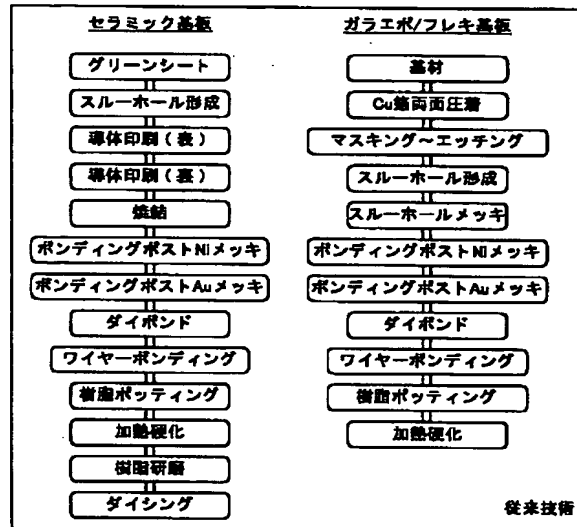 セラミック基板
グリーンシート
スルーホール形成
導体印刷(表)
導体印刷(裏)
焼結
ボンディングポストNiメッキ
ボンディングポストAuメッキ
ダイボンド
ワイヤーボンディング
樹脂ポッティング
加熱硬化
樹脂研磨
ダイシング
ガラエポ/フレキ基板
基材
Cu箔両面圧着
マスキング～エッチング
スルーホール形成
スルーホールメッキ
ボンディングポストNiメッキ
ボンディングポストAuメッキ
ダイボンド
ワイヤーボンディング
樹脂ポッティング
加熱硬化
従来技術